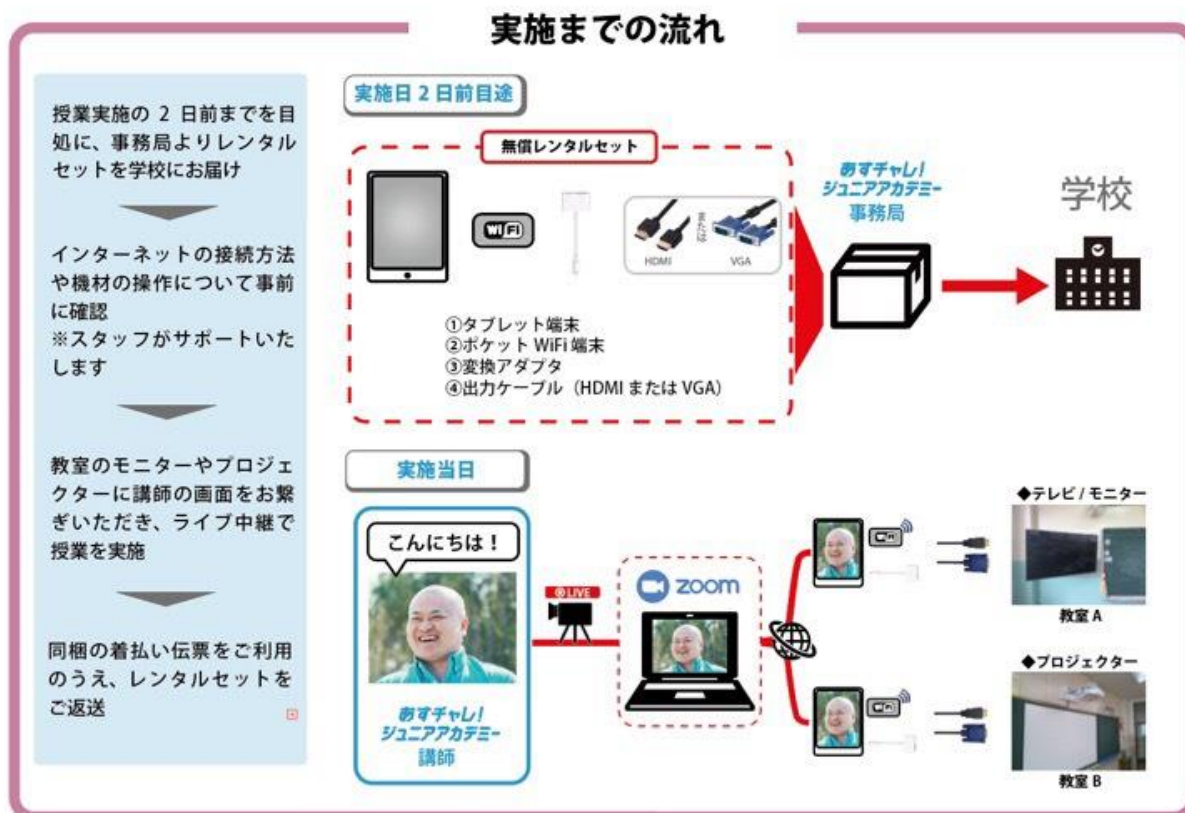 実施までの流れ
授業実施の 2 日前までを目
処に、事務局よりレンタル
セットを学校にお届け
インターネットの接続方法
や機材の操作について事前
に確認
※スタッフがサポートいた
します
教室のモニターやプロジェ
クターに講師の画面をお繋
ぎいただき、ライブ中継で
授業を実施
同梱の着払い伝票をご利用
のうえ、レンタルセットを
ご返送
実施日 2 日前目途
無償レンタルセット
WiFi
HDMI
または
VGA
①タブレット端末
②ポケット WiFi 端末
③変換アダプタ
④出力ケーブル（HDMI または VGA）
あすチャレ！
ジュニアアカデミー
事務局
学校
実施当日
こんにちは！
あすチャレ！
ジュニアアカデミー
講師
LIVE
zoom
◆テレビ / モニター
WiFi
教室 A
◆プロジェクター
WiFi
教室 B